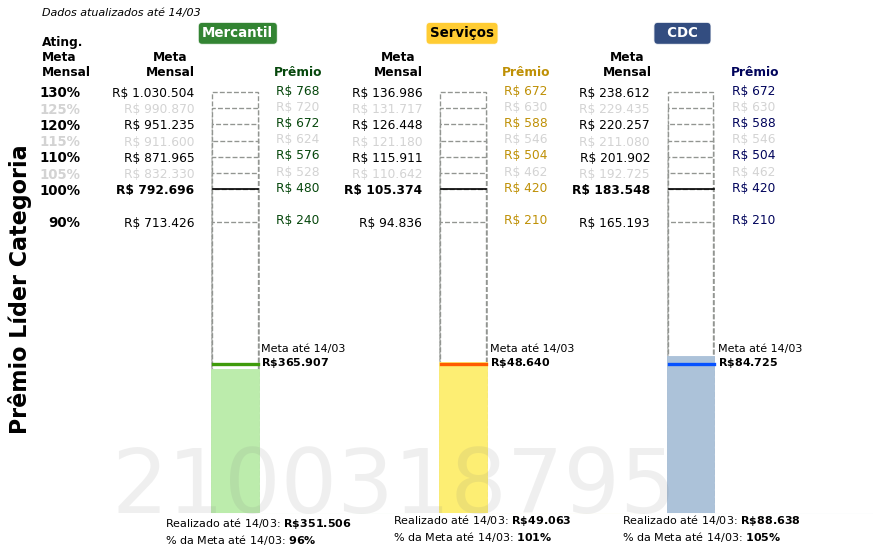 Dados atualizados até 14/03
Mercantil Serviços CDC
Ating. Meta Mensal
Meta Mensal Prêmio Meta Mensal Prêmio Meta Mensal Prêmio
130% R$ 1.030.504 R$ 768 R$ 136.986 R$ 672 R$ 238.612 R$ 672
125% R$ 990.870 R$ 720 R$ 131.717 R$ 630 R$ 229.435 R$ 630
120% R$ 951.235 R$ 672 R$ 126.448 R$ 588 R$ 220.257 R$ 588
115% R$ 911.600 R$ 624 R$ 121.180 R$ 546 R$ 211.080 R$ 546
110% R$ 871.965 R$ 576 R$ 115.911 R$ 504 R$ 201.902 R$ 504
105% R$ 832.330 R$ 528 R$ 110.642 R$ 462 R$ 192.725 R$ 462
100% R$ 792.696 R$ 480 R$ 105.374 R$ 420 R$ 183.548 R$ 420
90% R$ 713.426 R$ 240 R$ 94.836 R$ 210 R$ 165.193 R$ 210
Prêmio Líder Categoria
Meta até 14/03 Meta até 14/03 Meta até 14/03
R$365.907 R$48.640 R$84.725
2100318795
Realizado até 14/03: R$351.506 Realizado até 14/03: R$49.063 Realizado até 14/03: R$88.638
% da Meta até 14/03: 96% % da Meta até 14/03: 101% % da Meta até 14/03: 105%